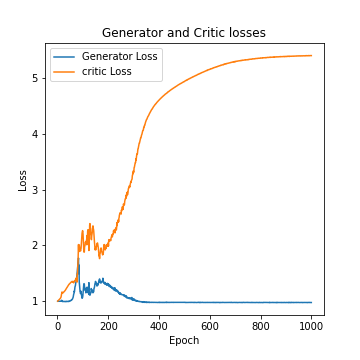 Generator and Critic losses
Generator Loss
critic Loss
5
4
3
2
1
Loss
0 200 400 600 800 1000
Epoch